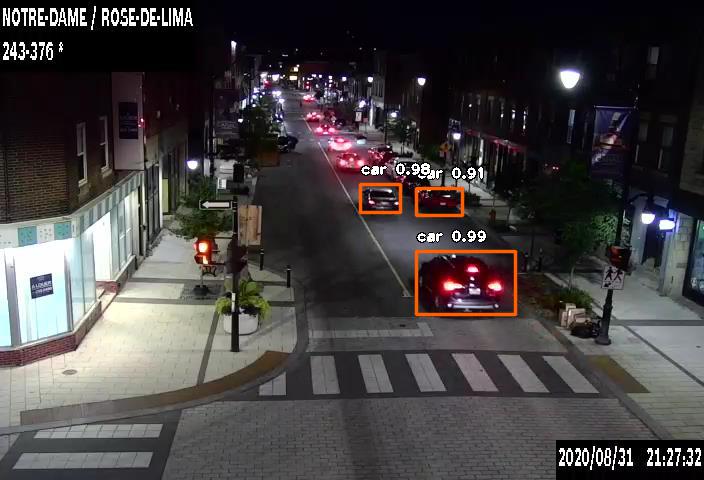 NOTRE-DAME / ROSE-DE-LIMA
243-376 *
car 0.98
car 0.91
car 0.99
A LOUER
2020/08/31 21:27:32